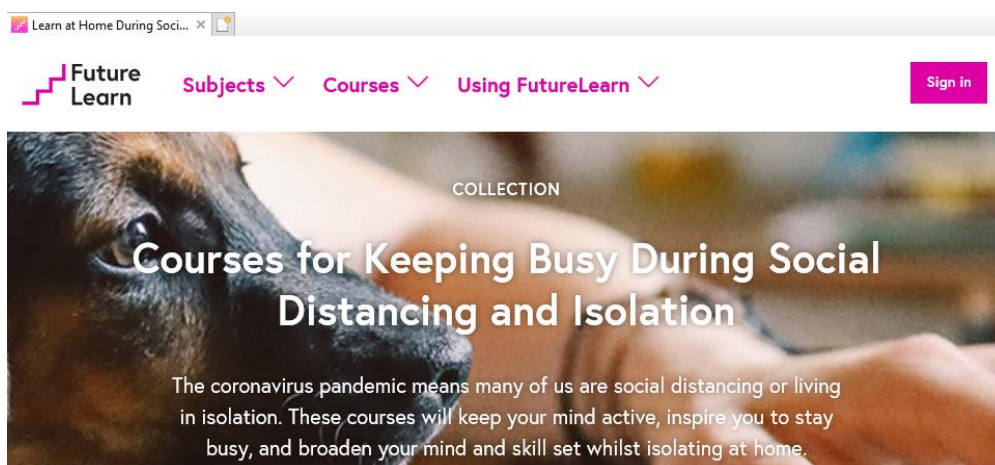 Learn at Home During Soci...
Future
Learn
Subjects
Courses
Using FutureLearn
Sign in
COLLECTION
Courses for Keeping Busy During Social
Distancing and Isolation
The coronavirus pandemic means many of us are social distancing or living
in isolation. These courses will keep your mind active, inspire you to stay
busy, and broaden your mind and skill set whilst isolating at home.